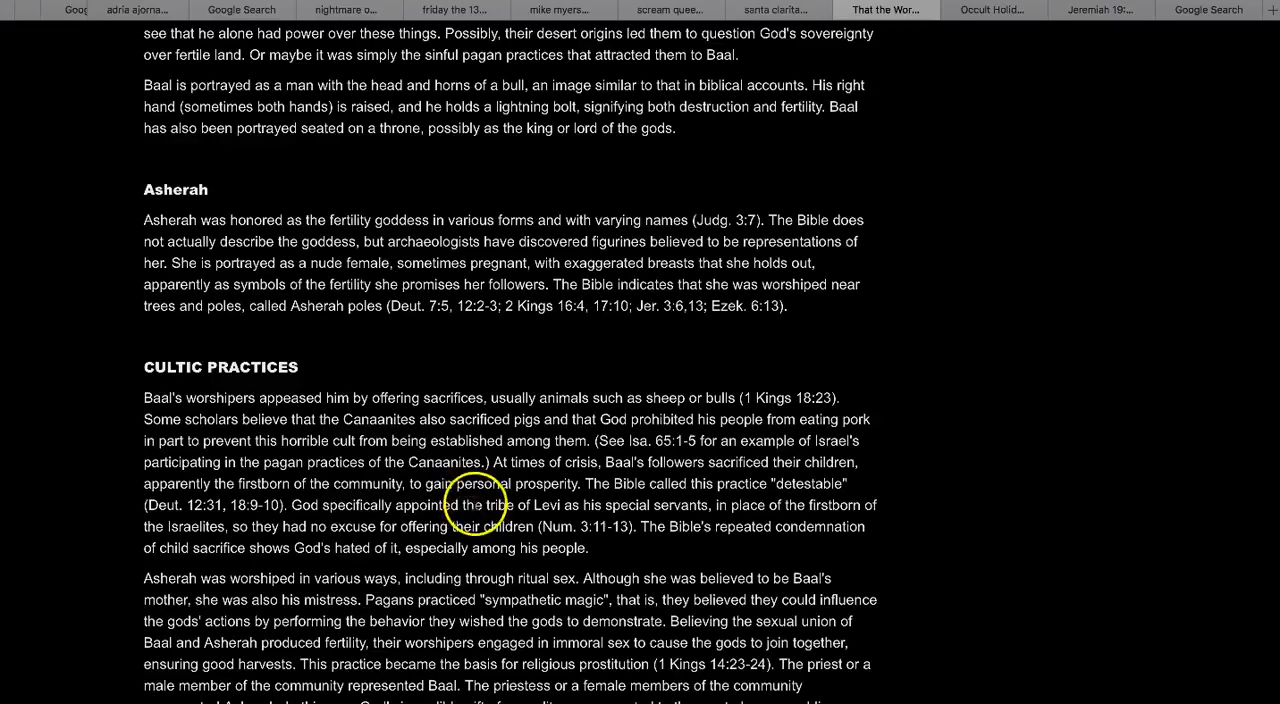 Goog
adria ajorna...
Google Search
nightmare o...
friday the 13...
mike myers...
scream quee...
santa clarita...
That the Wor...
Occult Holid...
Jeremiah 19:...
Google Search
see that he alone had power over these things. Possibly, their desert origins led them to question God's sovereignty
over fertile land. Or maybe it was simply the sinful pagan practices that attracted them to Baal.
Baal is portrayed as a man with the head and horns of a bull, an image similar to that in biblical accounts. His right
hand (sometimes both hands) is raised, and he holds a lightning bolt, signifying both destruction and fertility. Baal
has also been portrayed seated on a throne, possibly as the king or lord of the gods.
Asherah
Asherah was honored as the fertility goddess in various forms and with varying names (Judg. 3:7). The Bible does
not actually describe the goddess, but archaeologists have discovered figurines believed to be representations of
her. She is portrayed as a nude female, sometimes pregnant, with exaggerated breasts that she holds out,
apparently as symbols of the fertility she promises her followers. The Bible indicates that she was worshiped near
trees and poles, called Asherah poles (Deut. 7:5, 12:2-3; 2 Kings 16:4, 17:10; Jer. 3:6,13; Ezek. 6:13).
CULTIC PRACTICES
Baal's worshipers appeased him by offering sacrifices, usually animals such as sheep or bulls (1 Kings 18:23).
Some scholars believe that the Canaanites also sacrificed pigs and that God prohibited his people from eating pork
in part to prevent this horrible cult from being established among them. (See Isa. 65:1-5 for an example of Israel's
participating in the pagan practices of the Canaanites.) At times of crisis, Baal's followers sacrificed their children,
apparently the firstborn of the community, to gain personal prosperity. The Bible called this practice "detestable"
(Deut. 12:31, 18:9-10). God specifically appointed the tribe of Levi as his special servants, in place of the firstborn of
the Israelites, so they had no excuse for offering their children (Num. 3:11-13). The Bible's repeated condemnation
of child sacrifice shows God's hated of it, especially among his people.
Asherah was worshiped in various ways, including through ritual sex. Although she was believed to be Baal's
mother, she was also his mistress. Pagans practiced "sympathetic magic", that is, they believed they could influence
the gods' actions by performing the behavior they wished the gods to demonstrate. Believing the sexual union of
Baal and Asherah produced fertility, their worshipers engaged in immoral sex to cause the gods to join together,
ensuring good harvests. This practice became the basis for religious prostitution (1 Kings 14:23-24). The priest or a
male member of the community represented Baal. The priestess or a female members of the community